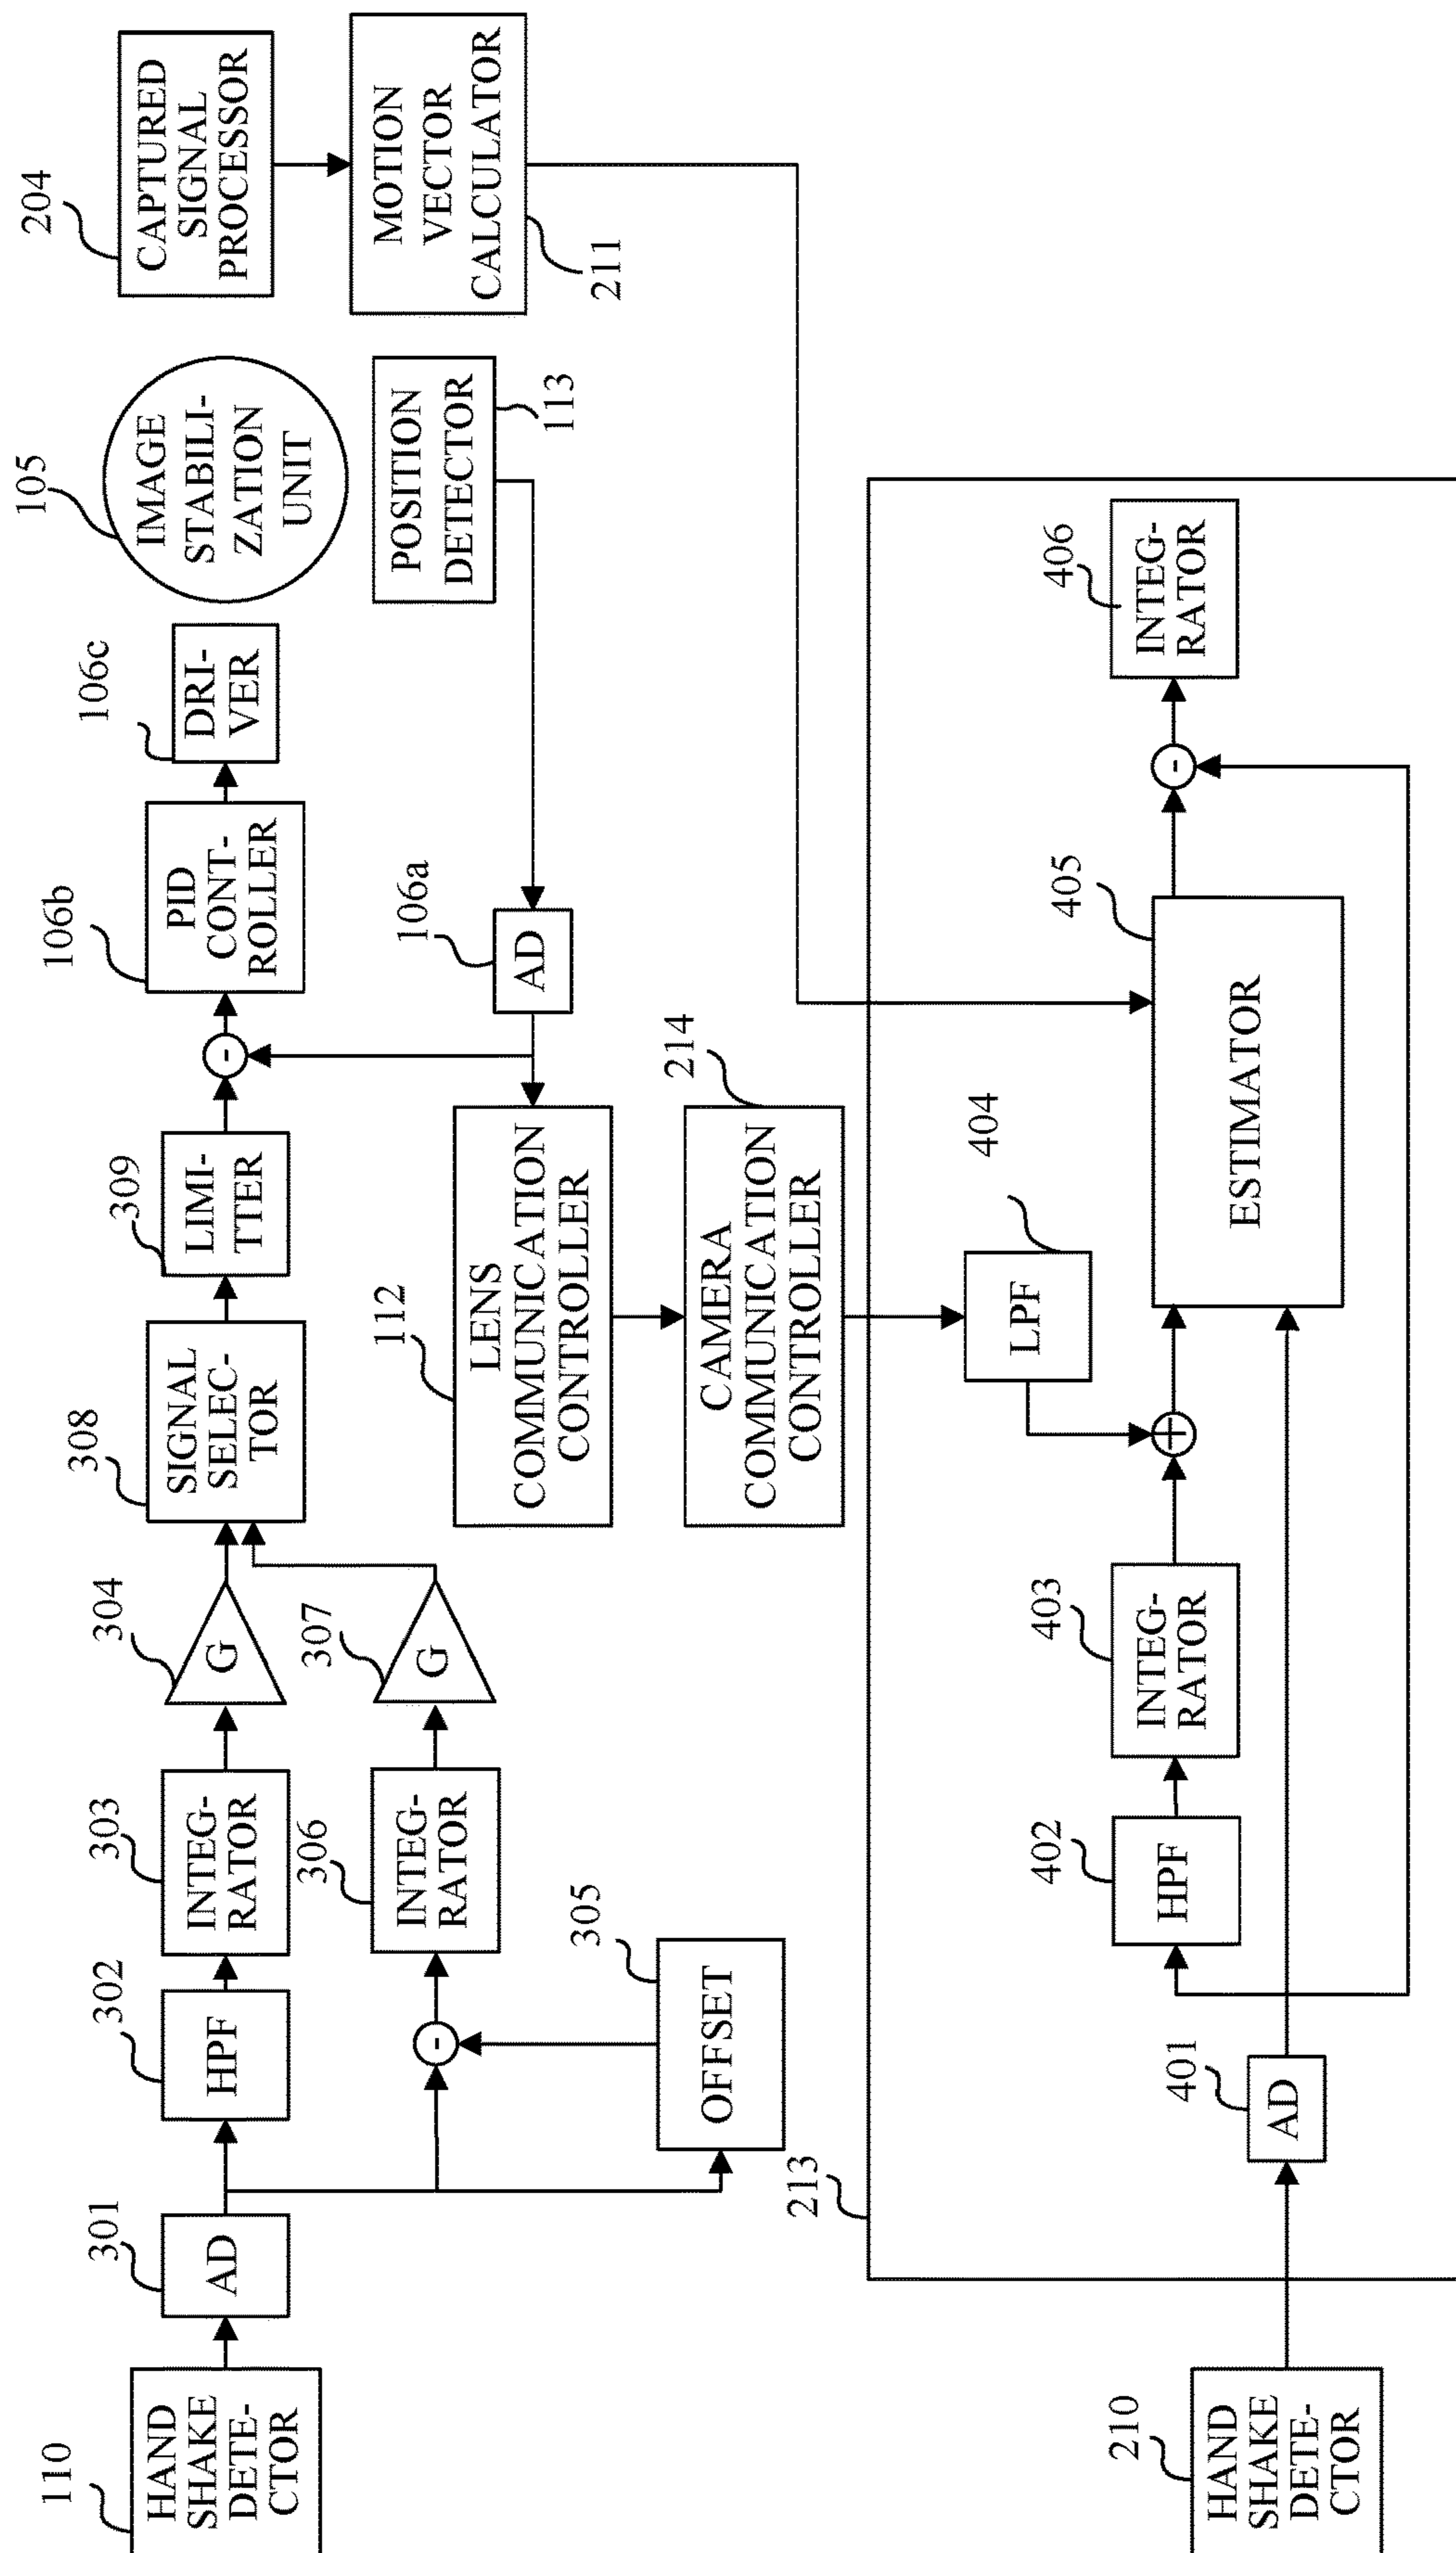 110
HAND
SHAKE
DETE-
CTOR
301
AD
302
HPF
303
INTEG-
RATOR
304
G
308
SIGNAL
SELEC-
TOR
309
LIMI-
TTER
-
106b
PID
CONT-
ROLLER
106c
DRI-
VER
105
IMAGE
STABILI-
ZATION
UNIT
204
CAPTURED
SIGNAL
PROCESSOR
-
306
INTEG-
RATOR
307
G
305
OFFSET
112
LENS
COMMUNICATION
CONTROLLER
106a
AD
POSITION
DETECTOR
113
MOTION
VECTOR
CALCULATOR
211
214
CAMERA
COMMUNICATION
CONTROLLER
213
404
LPF
402
HPF
403
INTEG-
RATOR
+
405
ESTIMATOR
-
406
INTEG-
RATOR
210
HAND
SHAKE
DETE-
CTOR
401
AD